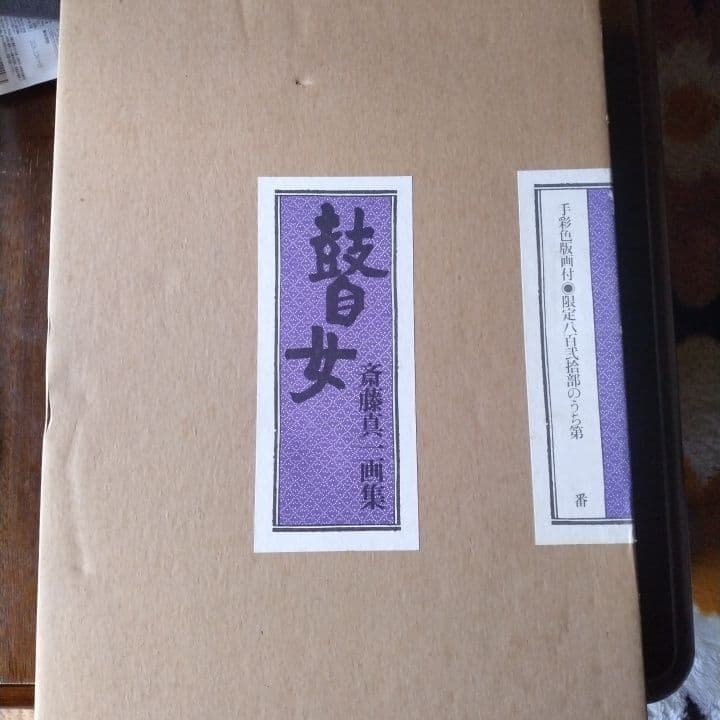 瞽女
斎藤真一画集
手彩色版画付●限定八百弐拾部のうち第 番